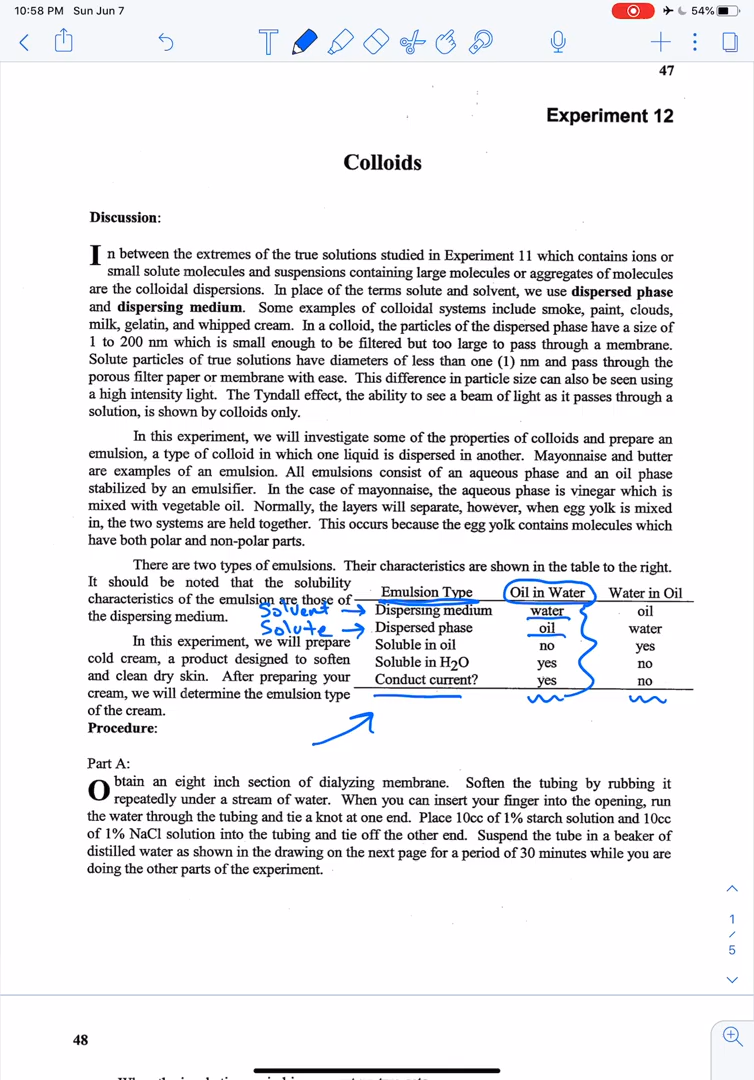 10:58 PM Sun Jun 7
54%
T
47
Experiment 12
Colloids
Discussion:
In between the extremes of the true solutions studied in Experiment 11 which contains ions or
small solute molecules and suspensions containing large molecules or aggregates of molecules
are the colloidal dispersions. In place of the terms solute and solvent, we use dispersed phase
and dispersing medium. Some examples of colloidal systems include smoke, paint, clouds,
milk, gelatin, and whipped cream. In a colloid, the particles of the dispersed phase have a size of
1 to 200 nm which is small enough to be filtered but too large to pass through a membrane.
Solute particles of true solutions have diameters of less than one (1) nm and pass through the
porous filter paper or membrane with ease. This difference in particle size can also be seen using
a high intensity light. The Tyndall effect, the ability to see a beam of light as it passes through a
solution, is shown by colloids only.
In this experiment, we will investigate some of the properties of colloids and prepare an
emulsion, a type of colloid in which one liquid is dispersed in another. Mayonnaise and butter
are examples of an emulsion. All emulsions consist of an aqueous phase and an oil phase
stabilized by an emulsifier. In the case of mayonnaise, the aqueous phase is vinegar which is
mixed with vegetable oil. Normally, the layers will separate, however, when egg yolk is mixed
in, the two systems are held together. This occurs because the egg yolk contains molecules which
have both polar and non-polar parts.
There are two types of emulsions. Their characteristics are shown in the table to the right.
It should be noted that the solubility
characteristics of the emulsion are those of
the dispersing medium.
In this experiment, we will prepare
cold cream, a product designed to soften
and clean dry skin. After preparing your
cream, we will determine the emulsion type
of the cream.
Emulsion Type Oil in Water Water in Oil
Solvent → Dispersing medium water oil
Solute → Dispersed phase oil water
Soluble in oil no yes
Soluble in H₂O yes no
Conduct current? yes no
Procedure:
Part A:
Obtain an eight inch section of dialyzing membrane. Soften the tubing by rubbing it
repeatedly under a stream of water. When you can insert your finger into the opening, run
the water through the tubing and tie a knot at one end. Place 10cc of 1% starch solution and 10cc
of 1% NaCl solution into the tubing and tie off the other end. Suspend the tube in a beaker of
distilled water as shown in the drawing on the next page for a period of 30 minutes while you are
doing the other parts of the experiment.
1
/
5
48